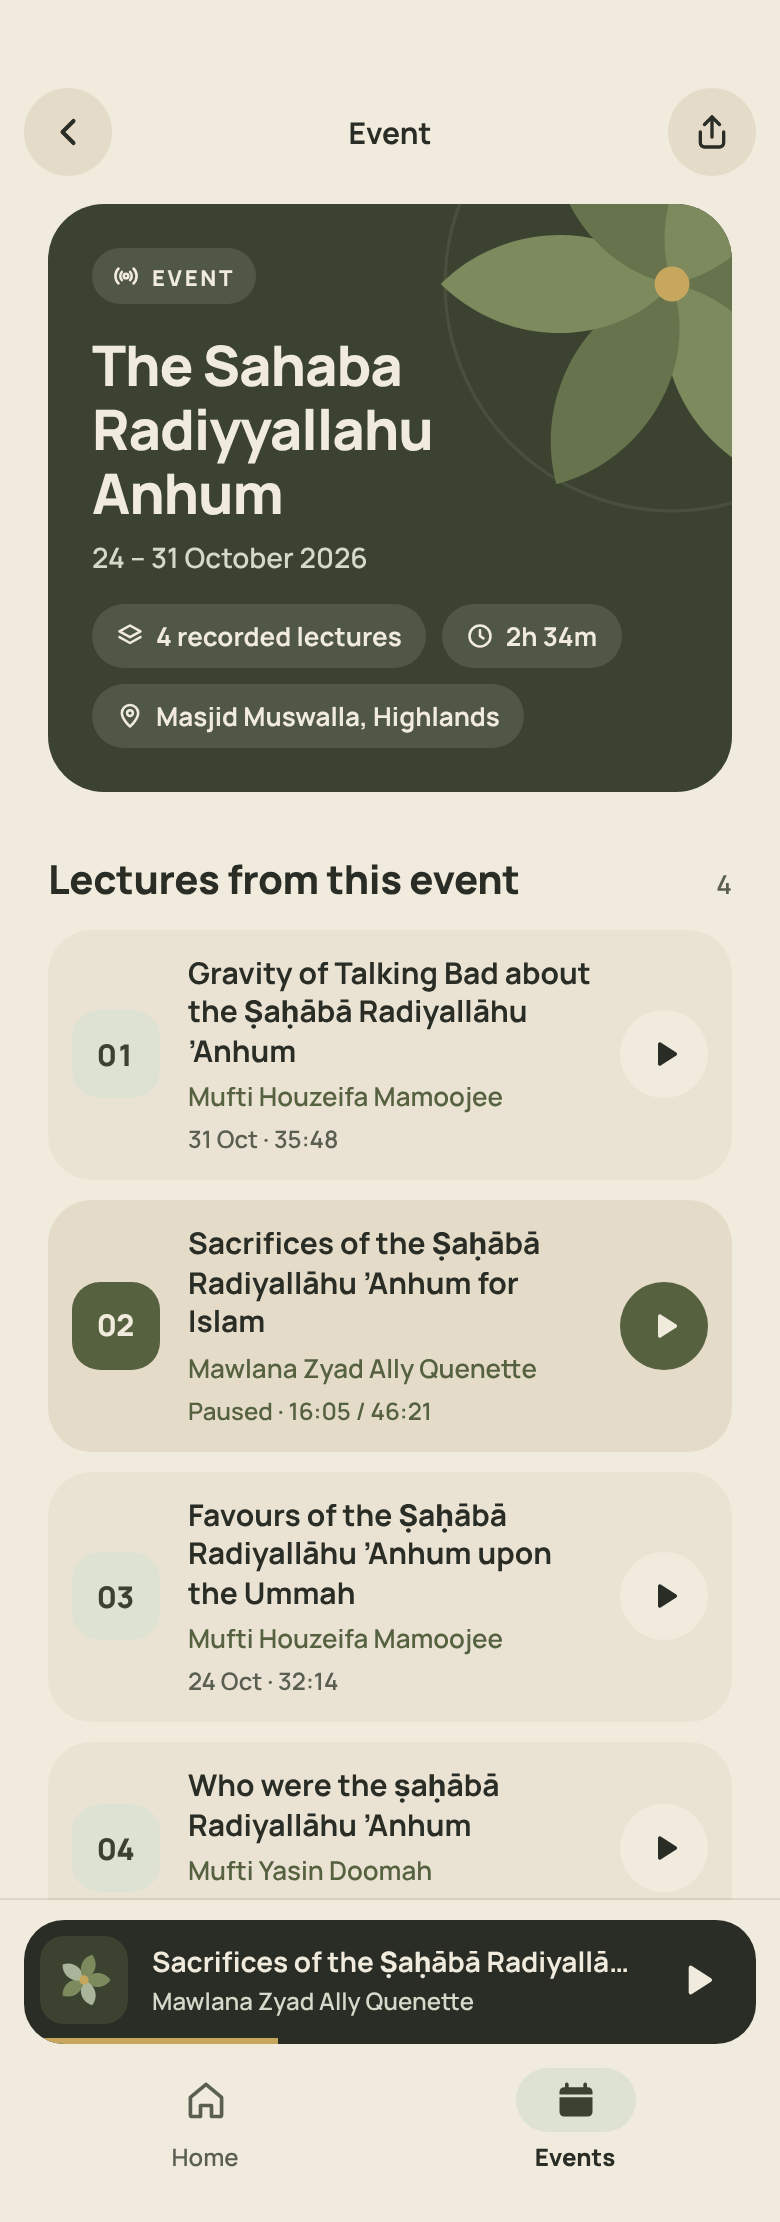 Event
EVENT
The Sahaba
Radiyyallahu
Anhum
24 – 31 October 2026
4 recorded lectures
2h 34m
Masjid Muswalla, Highlands
Lectures from this event
4
01
Gravity of Talking Bad about
the Ṣaḥābā Radiyallāhu
’Anhum
Mufti Houzeifa Mamoojee
31 Oct · 35:48
02
Sacrifices of the Ṣaḥābā
Radiyallāhu ’Anhum for
Islam
Mawlana Zyad Ally Quenette
Paused · 16:05 / 46:21
03
Favours of the Ṣaḥābā
Radiyallāhu ’Anhum upon
the Ummah
Mufti Houzeifa Mamoojee
24 Oct · 32:14
04
Who were the ṣaḥābā
Radiyallāhu ’Anhum
Mufti Yasin Doomah
Sacrifices of the Ṣaḥābā Radiyallā...
Mawlana Zyad Ally Quenette
Home
Events